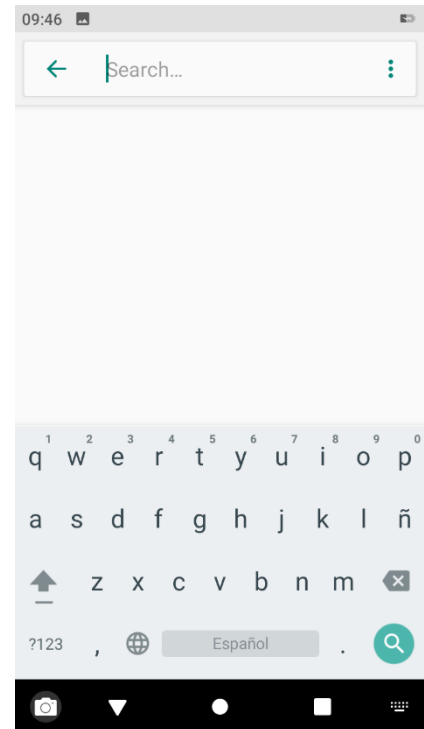 09:46
Search...
1 2 3 4 5 6 7 8 9 0
q w e r t y u i o p
a s d f g h j k l ñ
z x c v b n m
?123 , Español .